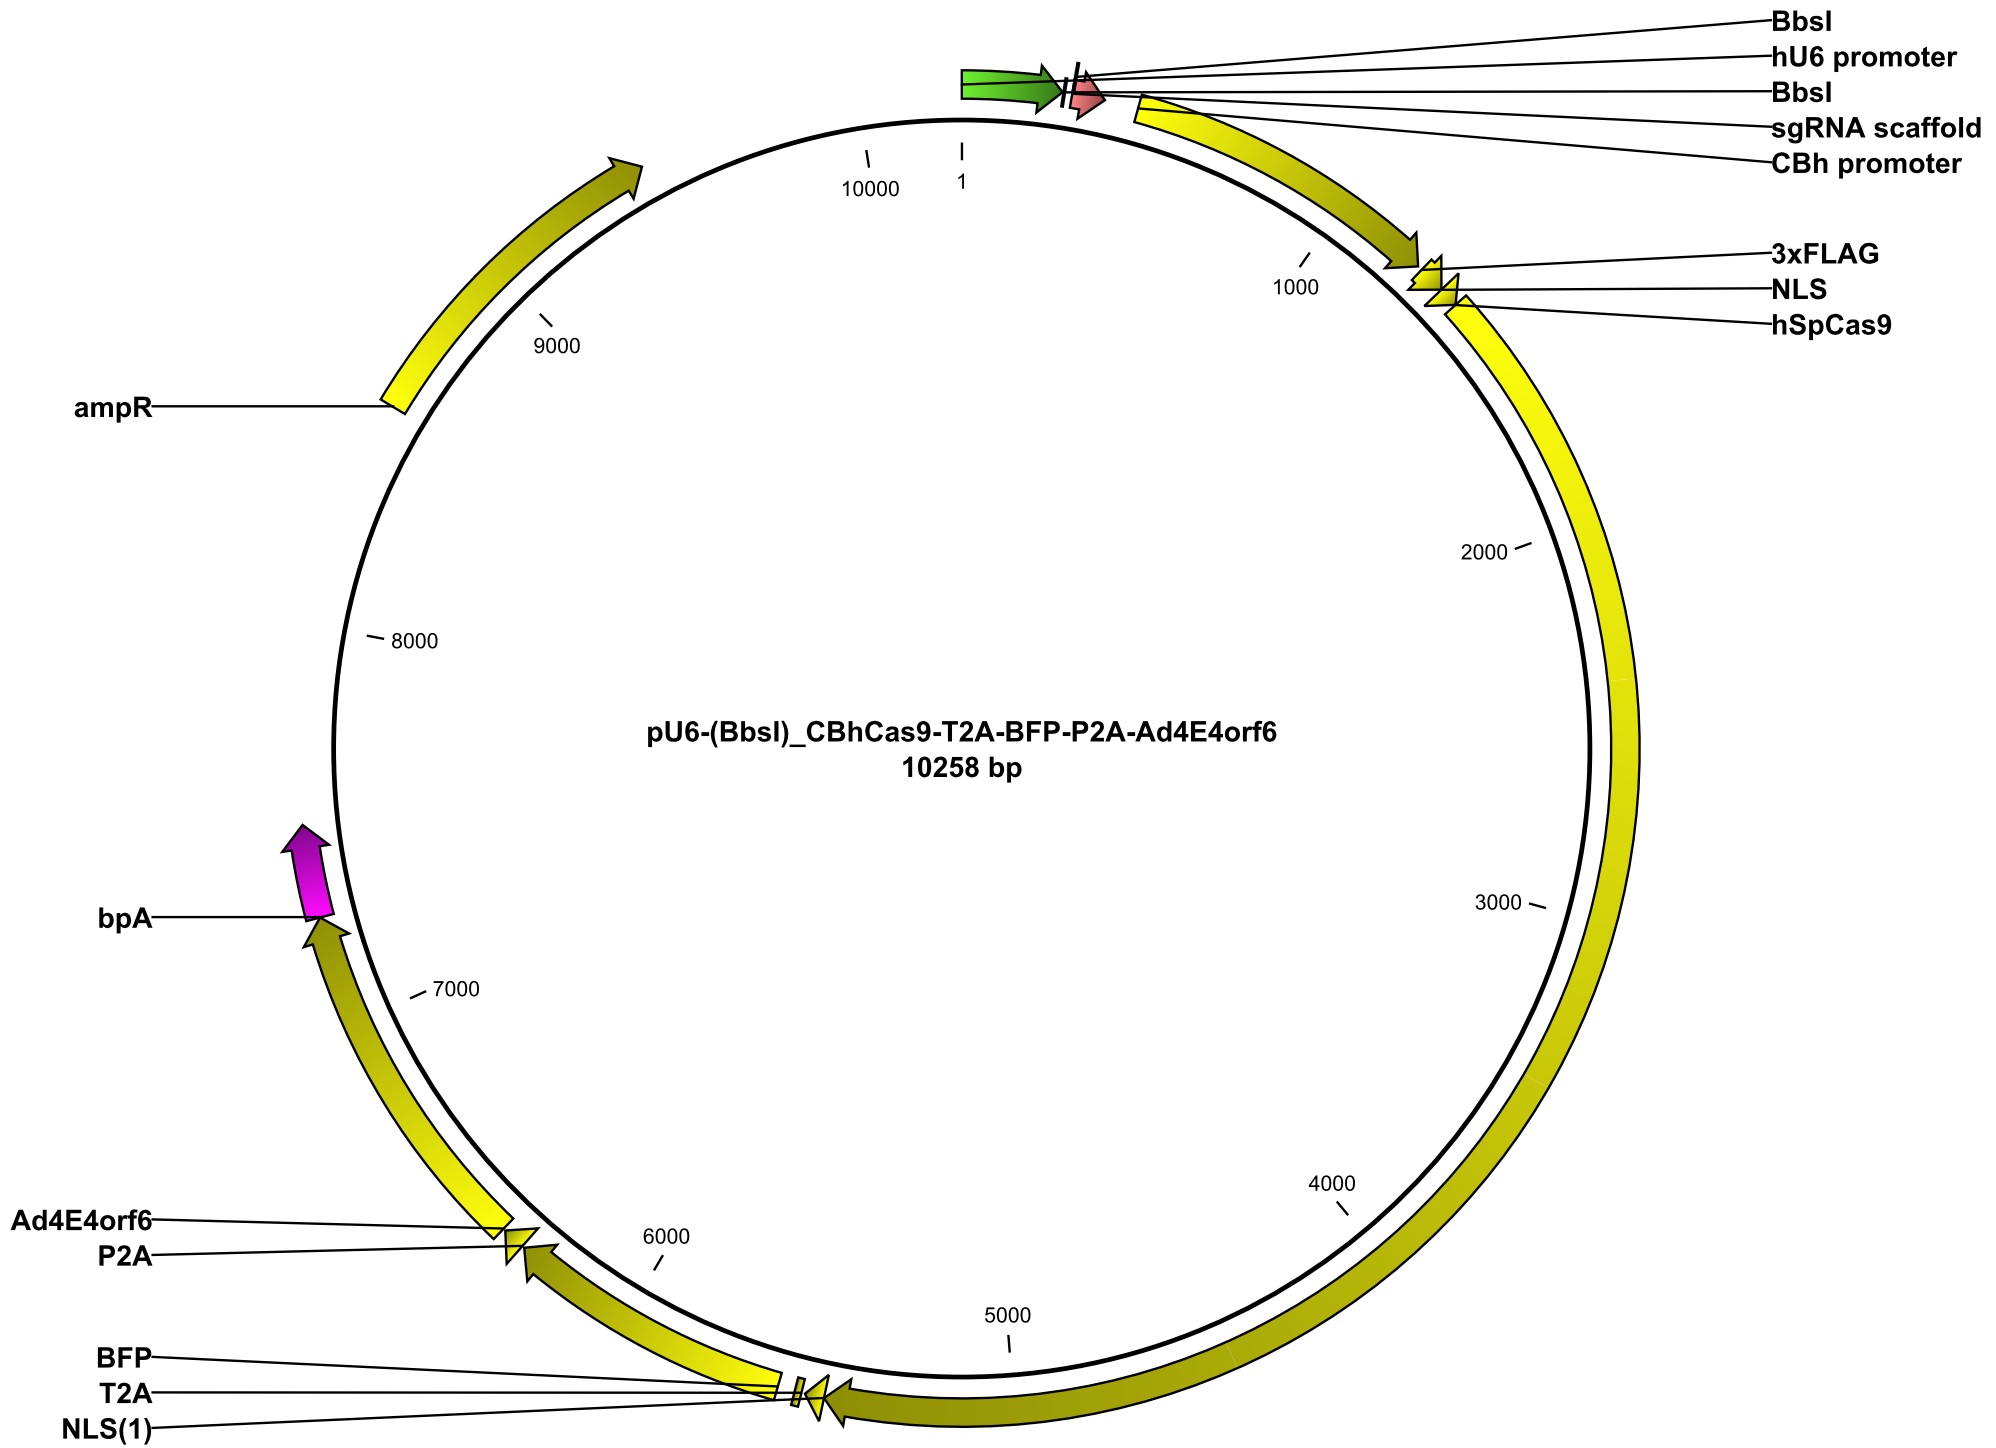 BbsI
hU6 promoter
BbsI
sgRNA scaffold
CBh promoter
10000
1
3xFLAG
1000
NLS
hSpCas9
9000
ampR
2000
8000
pU6-(BbsI)_CBhCas9-T2A-BFP-P2A-Ad4E4orf6
10258 bp
3000
bpA
7000
4000
Ad4E4orf6
6000
P2A
5000
BFP
T2A
NLS(1)